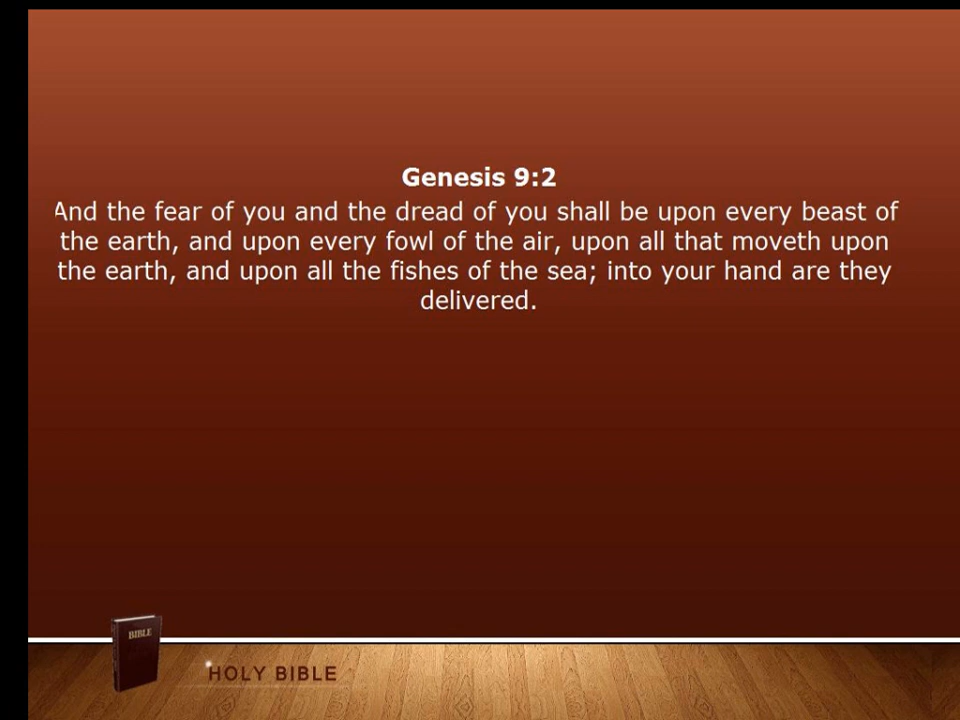 Genesis 9:2
And the fear of you and the dread of you shall be upon every beast of
the earth, and upon every fowl of the air, upon all that moveth upon
the earth, and upon all the fishes of the sea; into your hand are they
delivered.
BIBLE
HOLY BIBLE